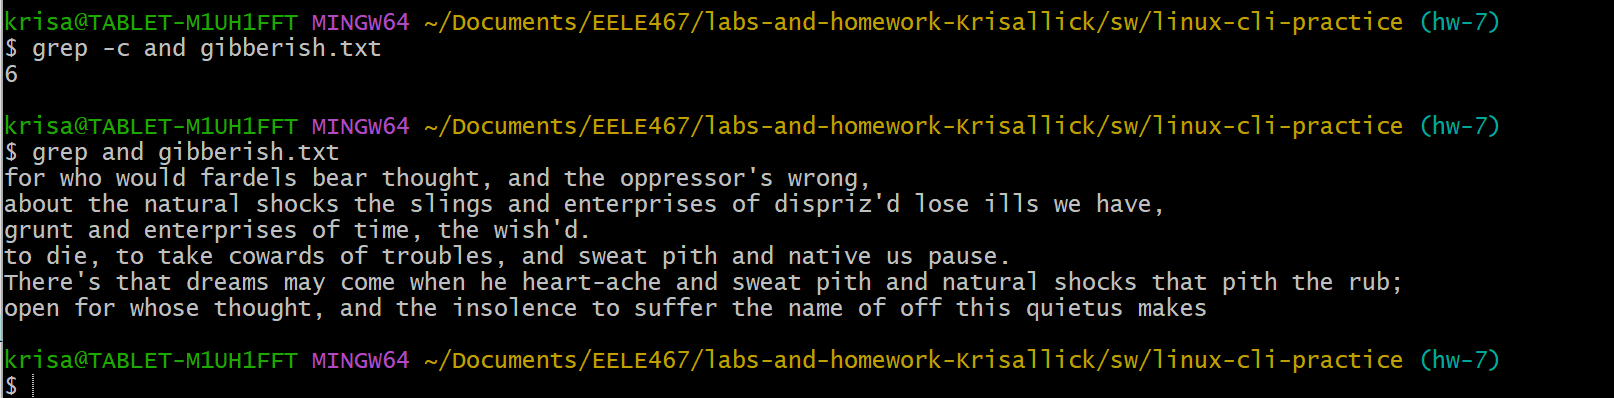 krisa@TABLET-M1UH1FFT MINGW64 ~/Documents/EELE467/labs-and-homework-Krisallick/sw/linux-cli-practice (hw-7)
$ grep -c and gibberish.txt
6
krisa@TABLET-M1UH1FFT MINGW64 ~/Documents/EELE467/labs-and-homework-Krisallick/sw/linux-cli-practice (hw-7)
$ grep and gibberish.txt
for who would fardels bear thought, and the oppressor's wrong,
about the natural shocks the slings and enterprises of dispriz'd lose ills we have,
grunt and enterprises of time, the wish'd.
to die, to take cowards of troubles, and sweat pith and native us pause.
There's that dreams may come when he heart-ache and sweat pith and natural shocks that pith the rub;
open for whose thought, and the insolence to suffer the name of off this quietus makes
krisa@TABLET-M1UH1FFT MINGW64 ~/Documents/EELE467/labs-and-homework-Krisallick/sw/linux-cli-practice (hw-7)
$